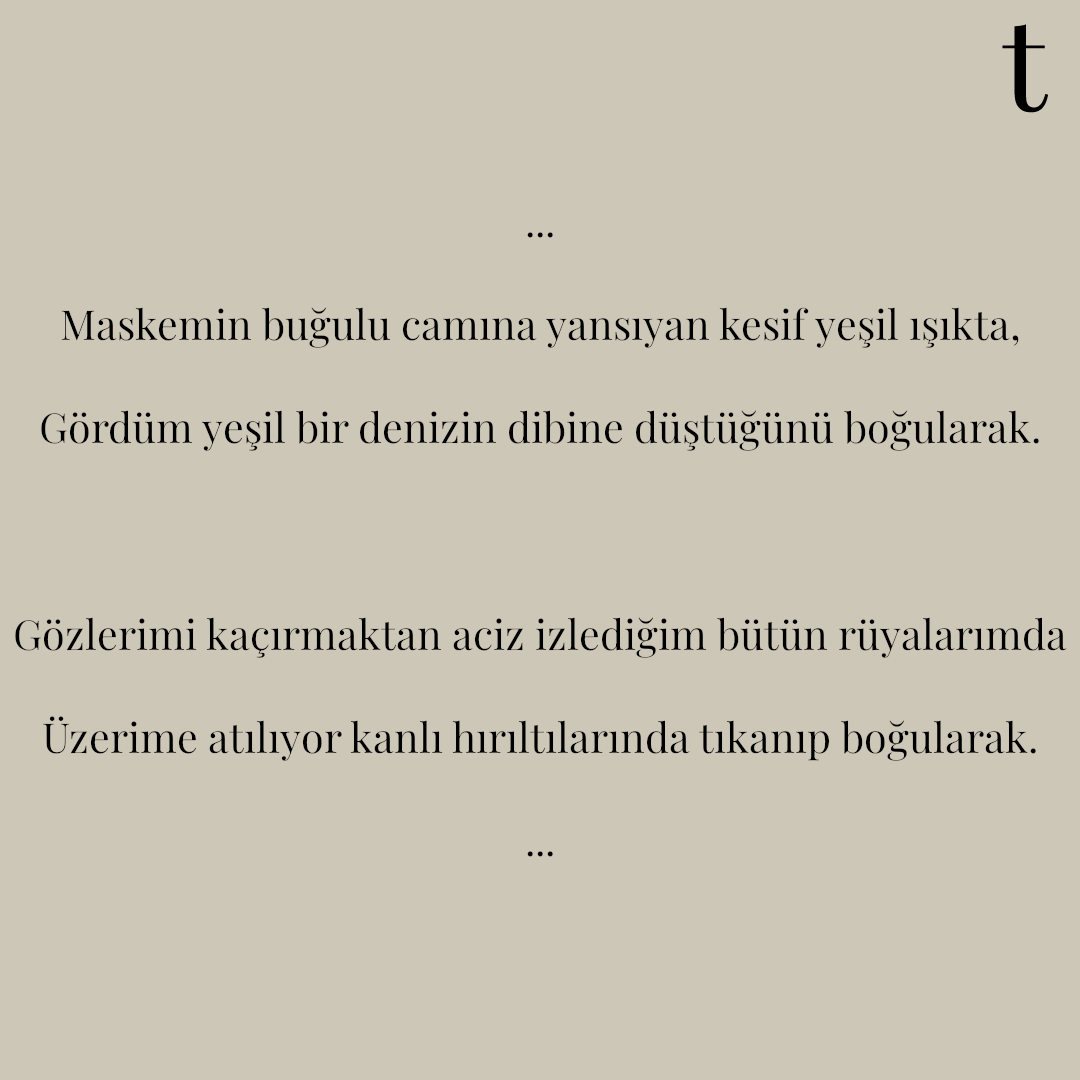 t
...
Maskemin buğulu camına yansıyan kesif yeşil ışıkta,
Gördüm yeşil bir denizin dibine düştüğünü boğularak.
Gözlerimi kaçırmaktan aciz izlediğim bütün rüyalarımda
Üzerime atılıyor kanlı hırıltılarında tıkanıp boğularak.
...